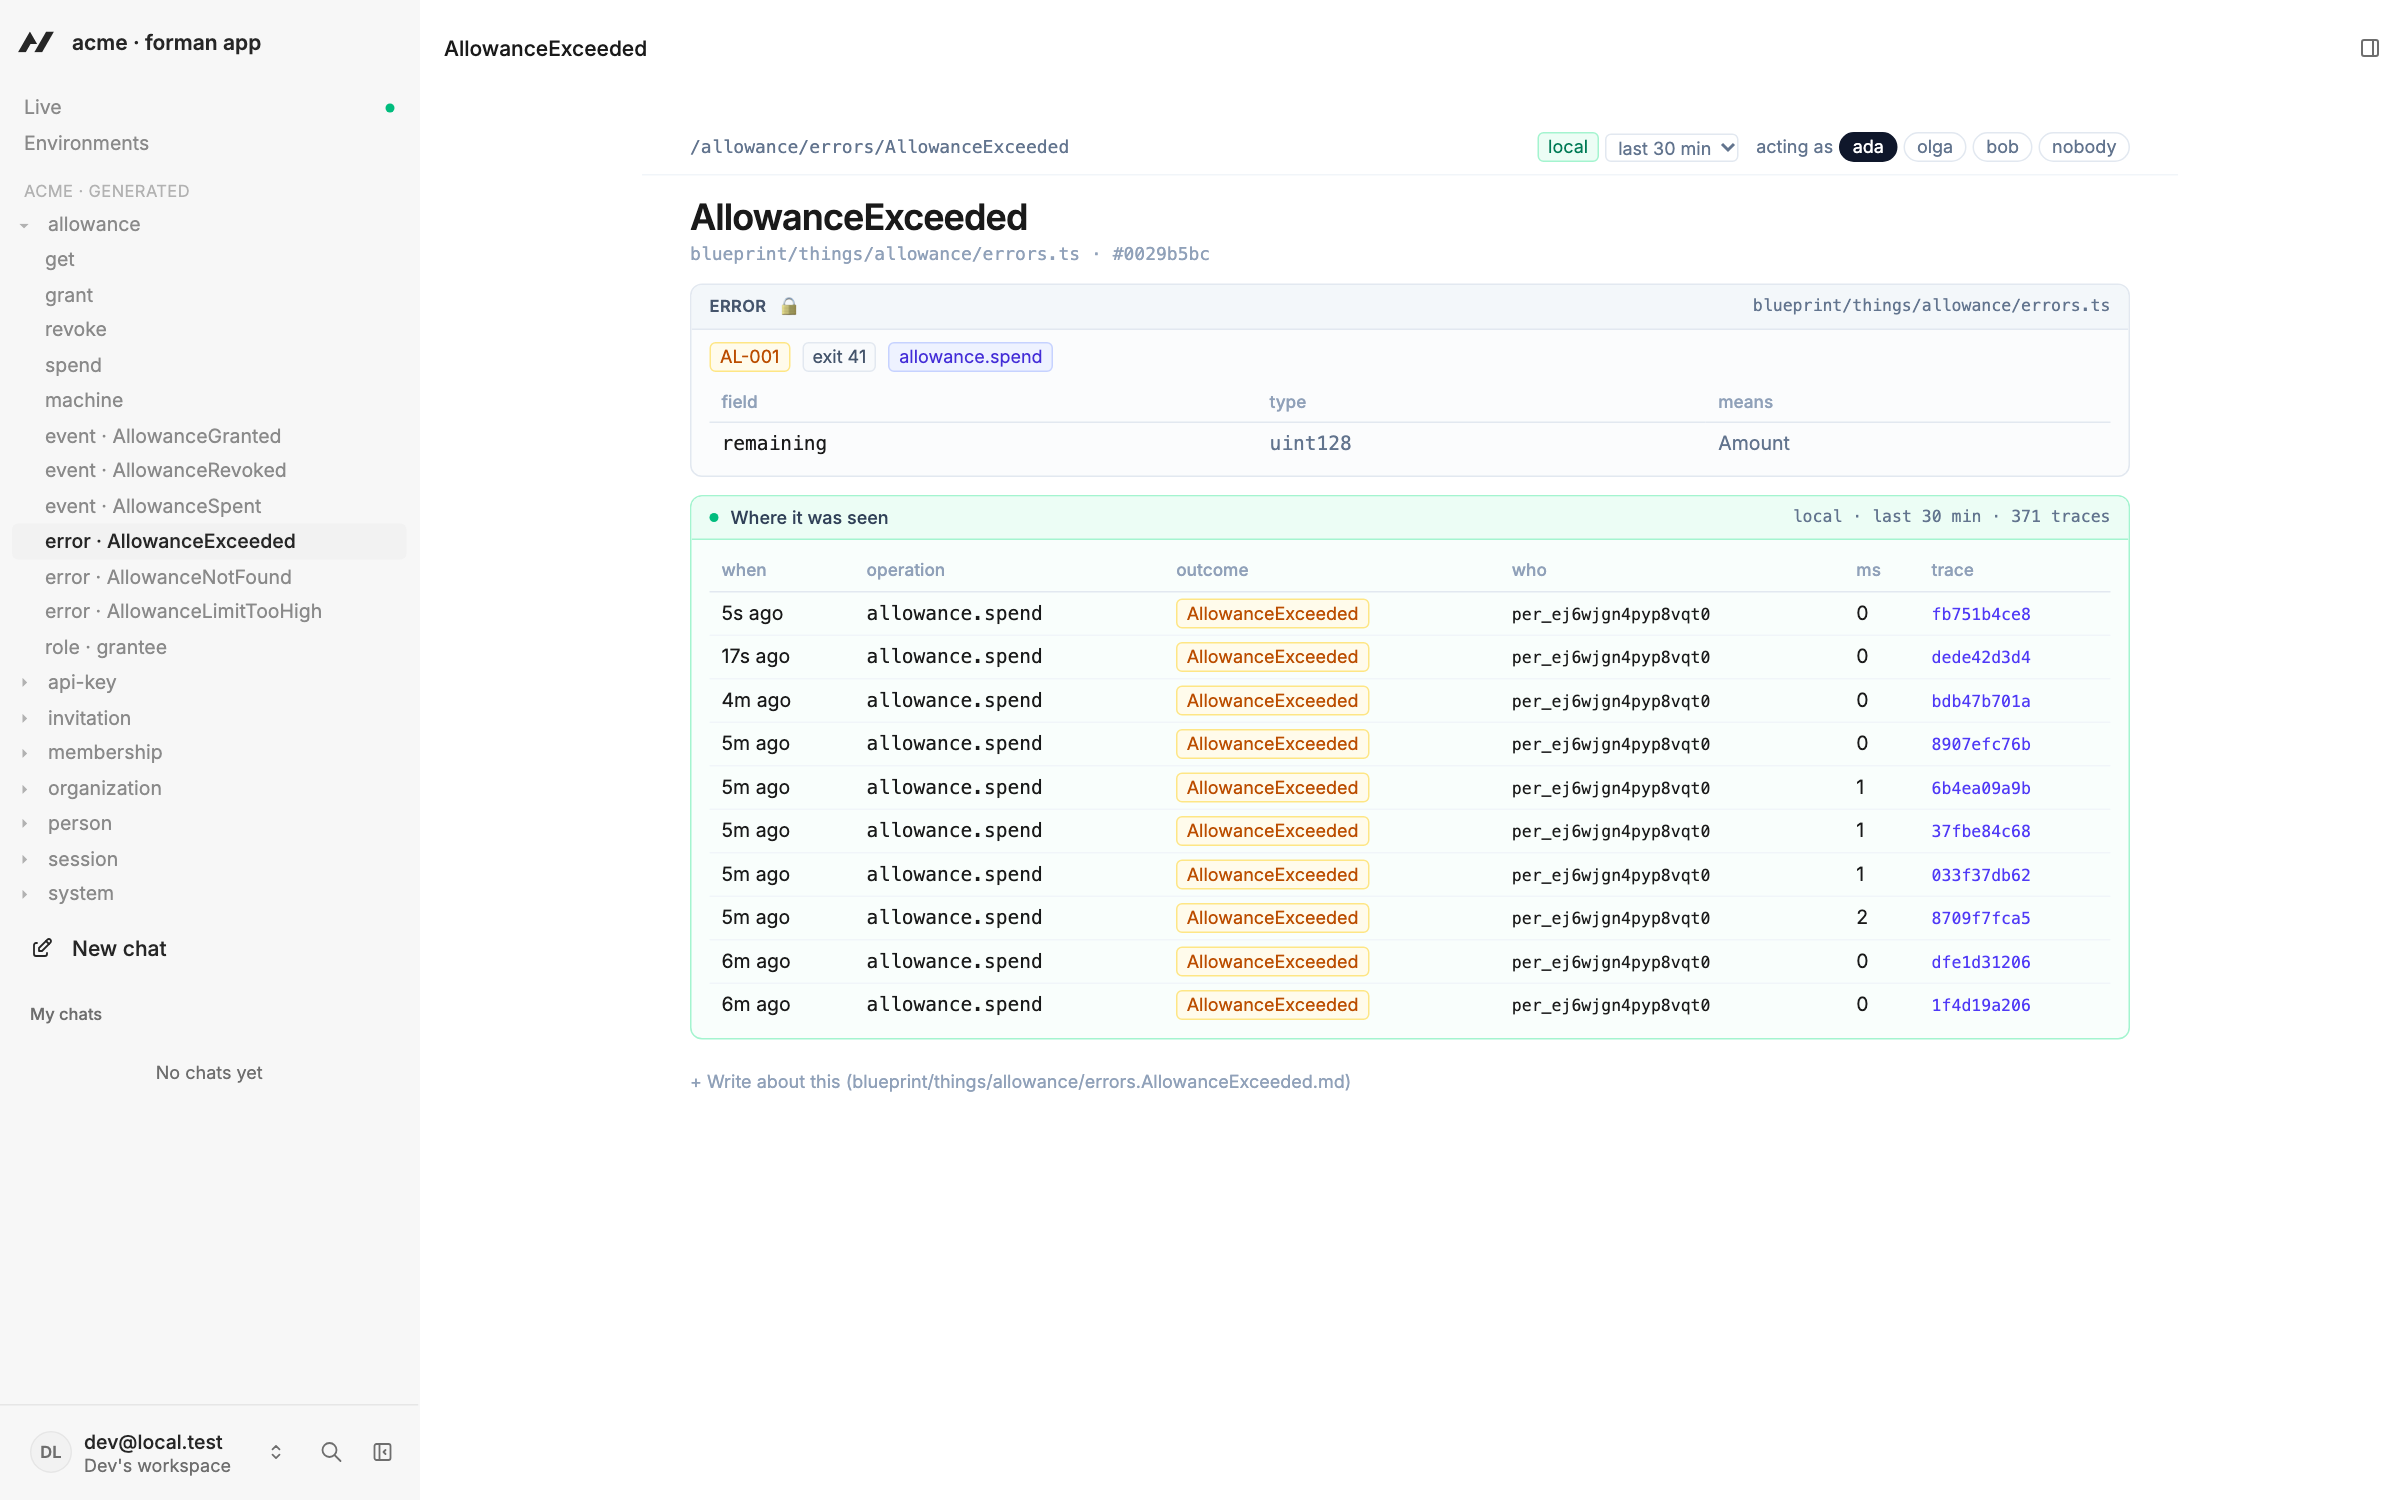 acme · forman app
Live
Environments
ACME · GENERATED
allowance
get
grant
revoke
spend
machine
event · AllowanceGranted
event · AllowanceRevoked
event · AllowanceSpent
error · AllowanceExceeded
error · AllowanceNotFound
error · AllowanceLimitTooHigh
role · grantee
api-key
invitation
membership
organization
person
session
system
New chat
My chats
No chats yet
DL
dev@local.test
Dev's workspace
AllowanceExceeded
/allowance/errors/AllowanceExceeded local last 30 min acting as ada olga bob nobody
AllowanceExceeded
blueprint/things/allowance/errors.ts · #0029b5bc
ERROR blueprint/things/allowance/errors.ts
AL-001 exit 41 allowance.spend
field type means
remaining uint128 Amount
Where it was seen local · last 30 min · 371 traces
when operation outcome who ms trace
5s ago allowance.spend AllowanceExceeded per_ej6wjgn4pyp8vqt0 0 fb751b4ce8
17s ago allowance.spend AllowanceExceeded per_ej6wjgn4pyp8vqt0 0 dede42d3d4
4m ago allowance.spend AllowanceExceeded per_ej6wjgn4pyp8vqt0 0 bdb47b701a
5m ago allowance.spend AllowanceExceeded per_ej6wjgn4pyp8vqt0 0 8907efc76b
5m ago allowance.spend AllowanceExceeded per_ej6wjgn4pyp8vqt0 1 6b4ea09a9b
5m ago allowance.spend AllowanceExceeded per_ej6wjgn4pyp8vqt0 1 37fbe84c68
5m ago allowance.spend AllowanceExceeded per_ej6wjgn4pyp8vqt0 1 033f37db62
5m ago allowance.spend AllowanceExceeded per_ej6wjgn4pyp8vqt0 2 8709f7fca5
6m ago allowance.spend AllowanceExceeded per_ej6wjgn4pyp8vqt0 0 dfe1d31206
6m ago allowance.spend AllowanceExceeded per_ej6wjgn4pyp8vqt0 0 1f4d19a206
+ Write about this (blueprint/things/allowance/errors.AllowanceExceeded.md)